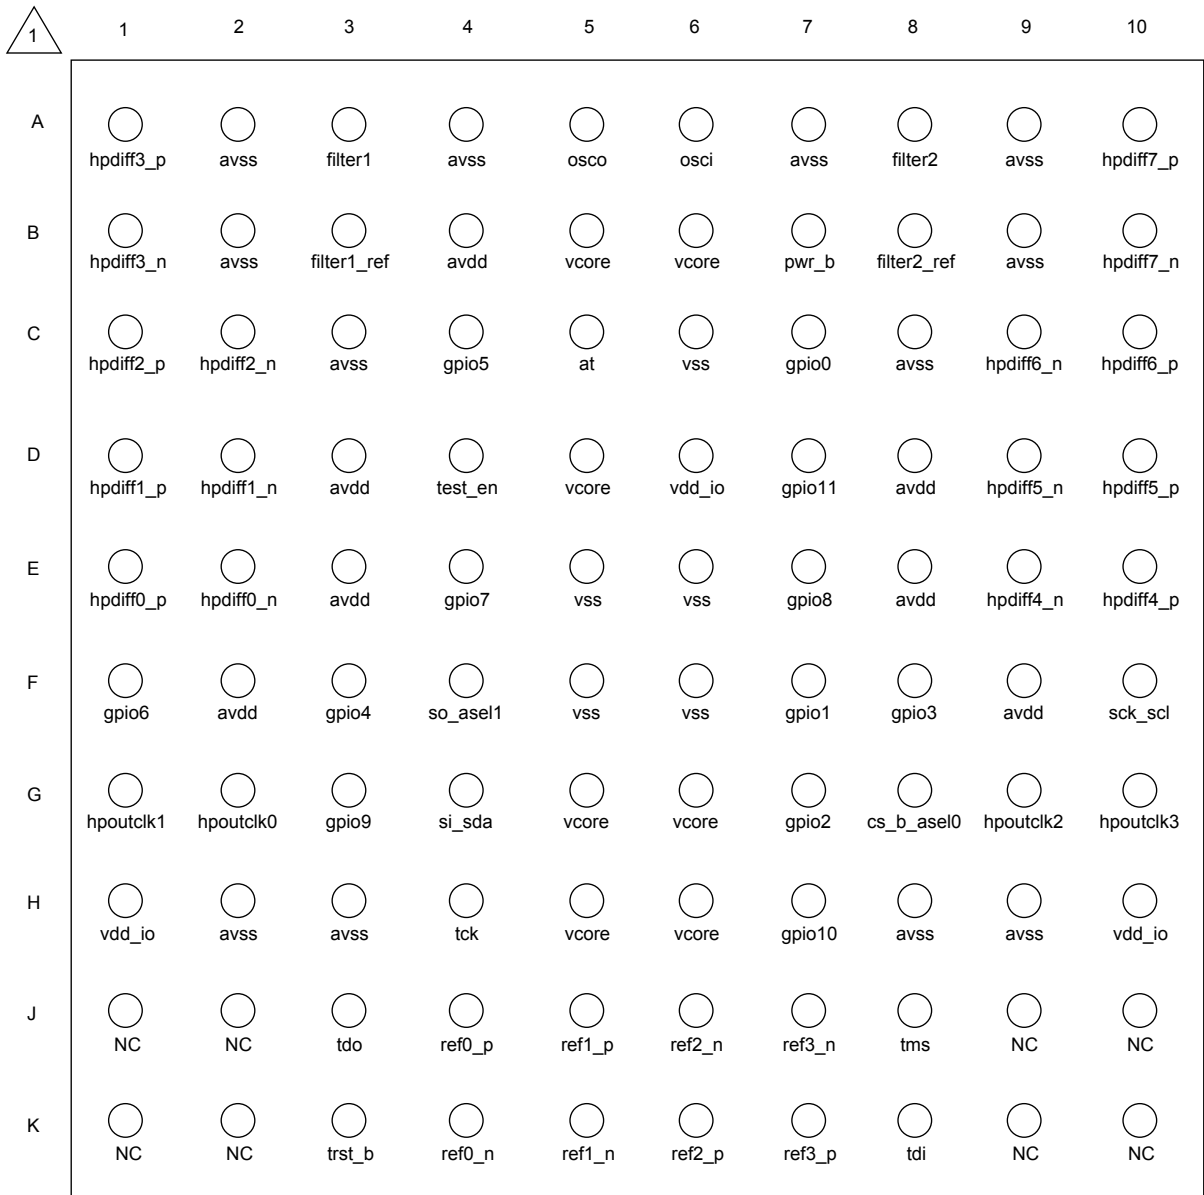 1 1 2 3 4 5 6 7 8 9 10
A
hpdiff3_p avss filter1 avss osco osci avss filter2 avss hpdiff7_p
B
hpdiff3_n avss filter1_ref avdd vcore vcore pwr_b filter2_ref avss hpdiff7_n
C
hpdiff2_p hpdiff2_n avss gpio5 at vss gpio0 avss hpdiff6_n hpdiff6_p
D
hpdiff1_p hpdiff1_n avdd test_en vcore vdd_io gpio11 avdd hpdiff5_n hpdiff5_p
E
hpdiff0_p hpdiff0_n avdd gpio7 vss vss gpio8 avdd hpdiff4_n hpdiff4_p
F
gpio6 avdd gpio4 so_asel1 vss vss gpio1 gpio3 avdd sck_scl
G
hpoutclk1 hpoutclk0 gpio9 si_sda vcore vcore gpio2 cs_b_asel0 hpoutclk2 hpoutclk3
H
vdd_io avss avss tck vcore vcore gpio10 avss avss vdd_io
J
NC NC tdo ref0_p ref1_p ref2_n ref3_n tms NC NC
K
NC NC trst_b ref0_n ref1_n ref2_p ref3_p tdi NC NC